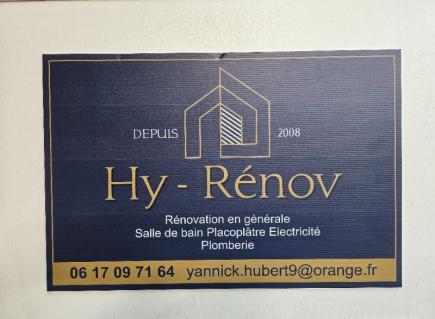 DEPUIS 2008
Hy - Rénov
Rénovation en générale
Salle de bain Placoplâtre Electricité
Plomberie
06 17 09 71 64 yannick.hubert9@orange.fr